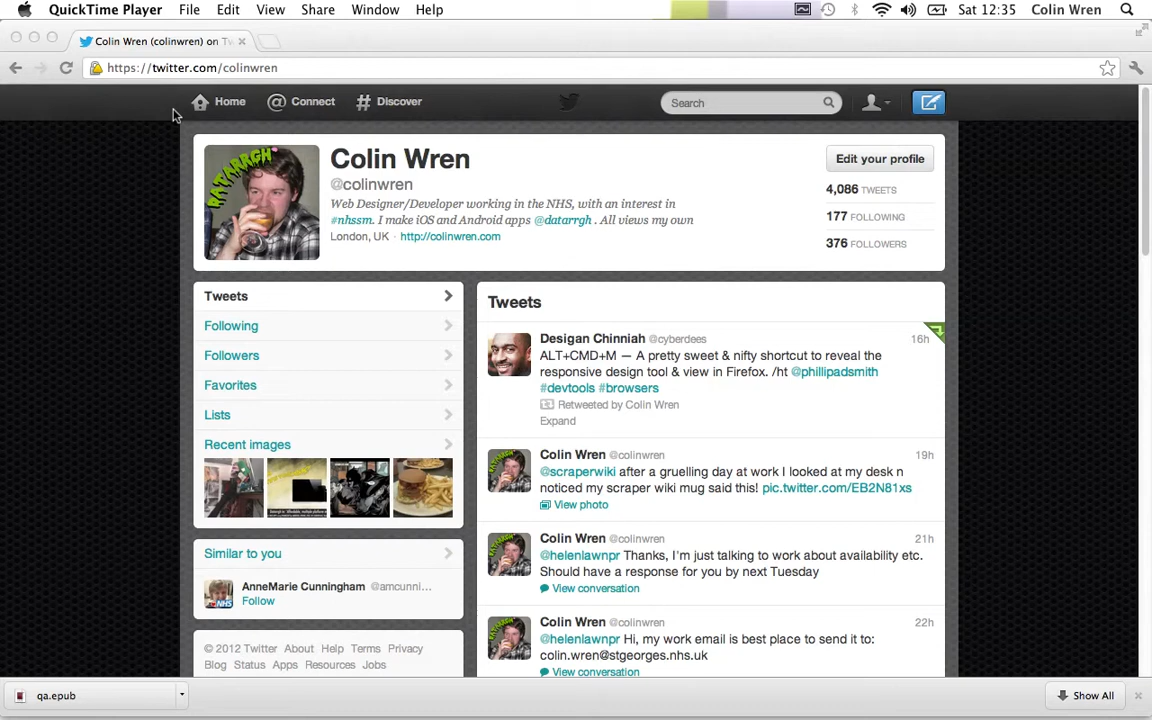 QuickTime Player File Edit View Share Window Help Sat 12:35 Colin Wren
Colin Wren (colinwren) on Tw
https://twitter.com/colinwren
Home Connect Discover Search
RATARRGH
Colin Wren
@colinwren
Web Designer/Developer working in the NHS, with an interest in
#nhssm. I make iOS and Android apps @datarrgh . All views my own
London, UK · http://colinwren.com
Edit your profile
4,086 TWEETS
177 FOLLOWING
376 FOLLOWERS
Tweets
Following
Followers
Favorites
Lists
Recent images
Similar to you
AnneMarie Cunningham @amcunni...
NHS
Follow
© 2012 Twitter About Help Terms Privacy
Blog Status Apps Resources Jobs
Tweets
Desigan Chinniah @cyberdees 16h
ALT+CMD+M — A pretty sweet & nifty shortcut to reveal the
responsive design tool & view in Firefox. /ht @phillipadsmith
#devtools #browsers
Retweeted by Colin Wren
Expand
Colin Wren @colinwren 19h
@scraperwiki after a gruelling day at work I looked at my desk n
noticed my scraper wiki mug said this! pic.twitter.com/EB2N81xs
View photo
Colin Wren @colinwren 21h
@helenlawnpr Thanks, I'm just talking to work about availability etc.
Should have a response for you by next Tuesday
View conversation
Colin Wren @colinwren 22h
@helenlawnpr Hi, my work email is best place to send it to:
colin.wren@stgeorges.nhs.uk
View conversation
qa.epub
Show All